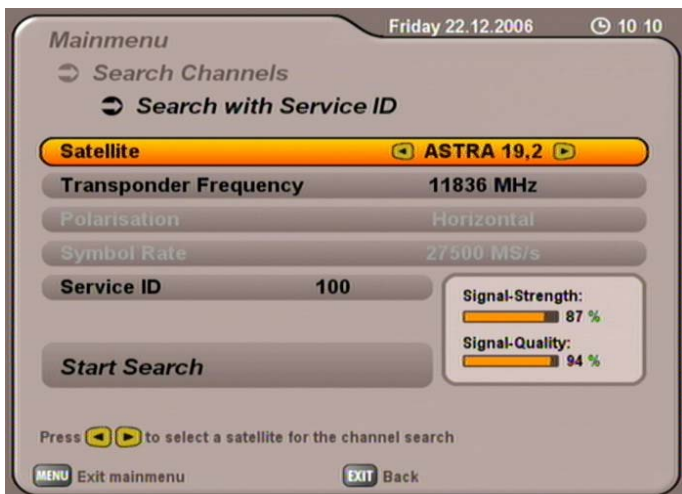 Friday 22.12.2006 10 10
Mainmenu
Search Channels
Search with Service ID
Satellite ASTRA 19,2
Transponder Frequency 11836 MHz
Polarisation Horizontal
Symbol Rate 27500 MS/s
Service ID 100
Signal-Strength:
87 %
Signal-Quality:
94 %
Start Search
Press to select a satellite for the channel search
MENU Exit mainmenu EXIT Back